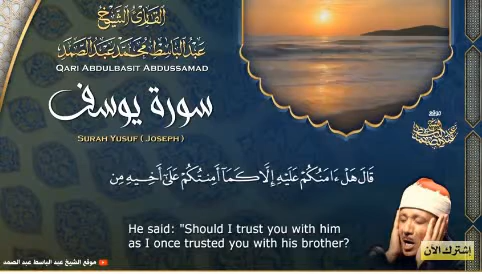 القارئ الشيخ
عبد الباسط محمد عبد الصمد
QARI ABDULBASIT ABDUSSAMAD
سورة يوسف
SURAH YUSUF ( JOSEPH )
موقع
قَالَ هَلْ ءَامَنُكُمْ عَلَيْهِ إِلَّا كَمَآ أَمِنتُكُمْ عَلَىٰٓ أَخِيهِ مِن
He said: "Should I trust you with him
as I once trusted you with his brother?
إشترك الآن
موقع الشيخ عبد الباسط عبد الصمد